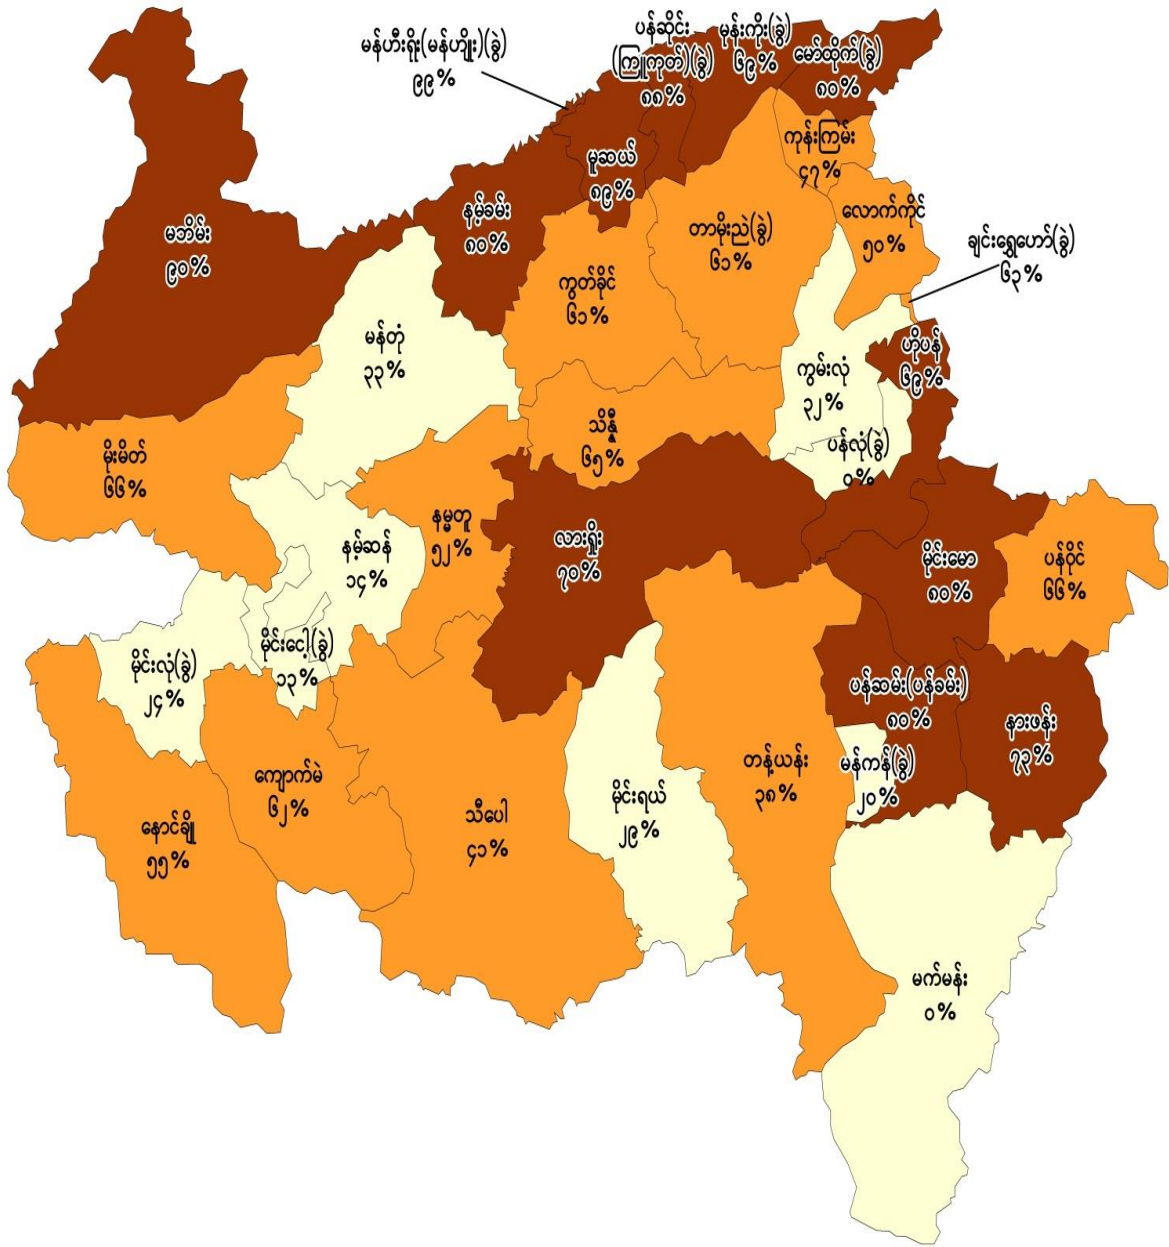 မန်ဟီးရိုး(မန်ဟျိုး)(ခွဲ)
၉၉%
ပန်ဆိုင်း
(ကြူကုတ်)(ခွဲ)
၈၈%
မုန်းကိုး(ခွဲ)
၆၉%
မော်ထိုက်(ခွဲ)
၈၀%
ကုန်းကြမ်း
၄၇%
မူဆယ်
၈၉%
နမ့်ခမ်း
၈၀%
မဘိမ်း
၉၀%
တာမိုးညဲ(ခွဲ)
၆၁%
လောက်ကိုင်
၅၀%
ချင်းရွှေဟော်(ခွဲ)
၆၃%
ကွတ်ခိုင်
၆၁%
မန်တုံ
၃၃%
ဟိုပန်
၆၉%
ကွမ်းလုံ
၃၂%
ပန်လုံ(ခွဲ)
၀%
သိန္နီ
၆၅%
မိုးမိတ်
၆၆%
နမ္မတူ
၅၂%
နမ့်ဆန်
၁၄%
လားရှိုး
၇၀%
မိုင်းမော
၈၀%
ပန်ဝိုင်
၆၆%
မိုင်းငေါ့(ခွဲ)
၁၃%
မိုင်းလုံ(ခွဲ)
၂၄%
ပန်ဆမ်း(ပန်ခမ်း)
၈၀%
နားဖန်း
၇၃%
မန်ကန်(ခွဲ)
၂၀%
ကျောက်မဲ
၆၂%
တန့်ယန်း
၃၈%
မိုင်းရယ်
၂၉%
သီပေါ
၄၁%
နောင်ချို
၅၅%
မက်မန်း
၀%